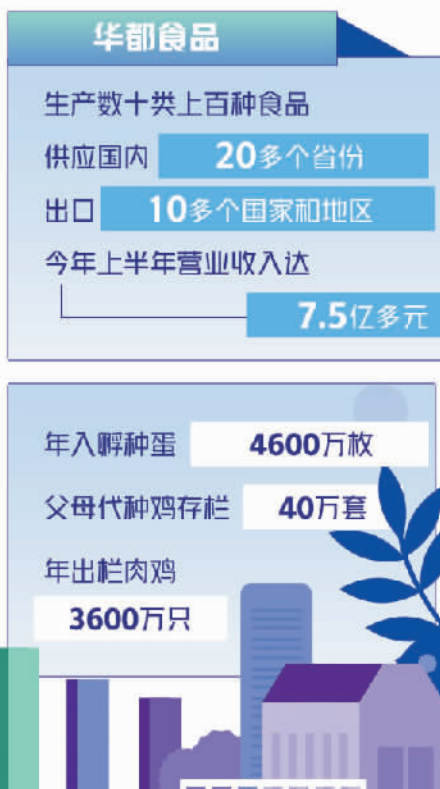 华都食品
生产数十类上百种食品
供应国内 20多个省份
出口 10多个国家和地区
今年上半年营业收入达
7.5亿多元
年入孵种蛋 4600万枚
父母代种鸡存栏 40万套
年出栏肉鸡
3600万只